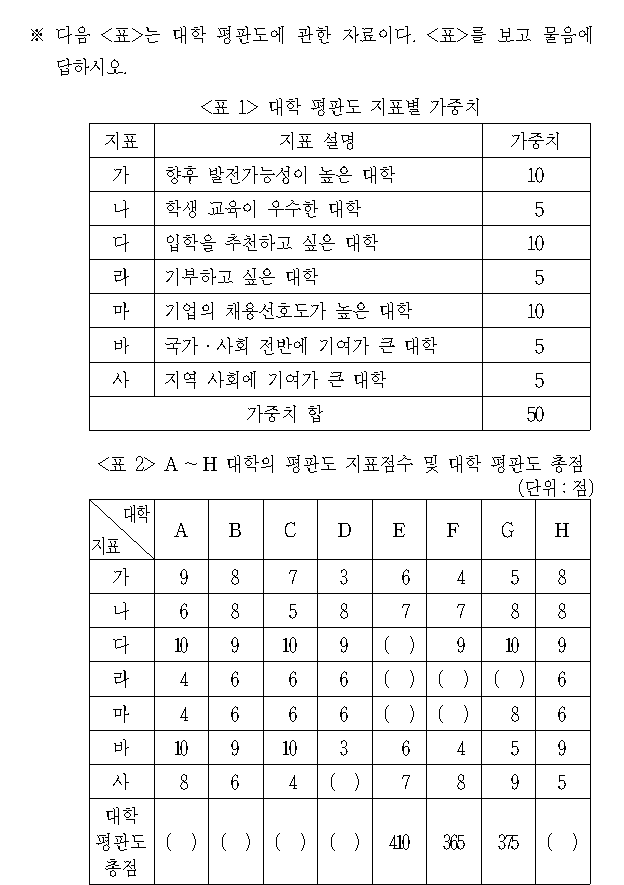 ※ 다음 <표>는 대학 평판도에 관한 자료이다. <표>를 보고 물음에
답하시오.
<표 1> 대학 평판도 지표별 가중치
지표 지표 설명 가중치
가 향후 발전가능성이 높은 대학 10
나 학생 교육이 우수한 대학 5
다 입학을 추천하고 싶은 대학 10
라 기부하고 싶은 대학 5
마 기업의 채용선호도가 높은 대학 10
바 국가·사회 전반에 기여가 큰 대학 5
사 지역 사회에 기여가 큰 대학 5
가중치 합 50
<표 2> A ~ H 대학의 평판도 지표점수 및 대학 평판도 총점
(단위 : 점)
대학
지표
A B C D E F G H
가 9 8 7 3 6 4 5 8
나 6 8 5 8 7 7 8 8
다 10 9 10 9 ( ) 9 10 9
라 4 6 6 6 ( ) ( ) ( ) 6
마 4 6 6 6 ( ) ( ) 8 6
바 10 9 10 3 6 4 5 9
사 8 6 4 ( ) 7 8 9 5
대학
평판도
총점
( ) ( ) ( ) ( ) 410 365 375 ( )